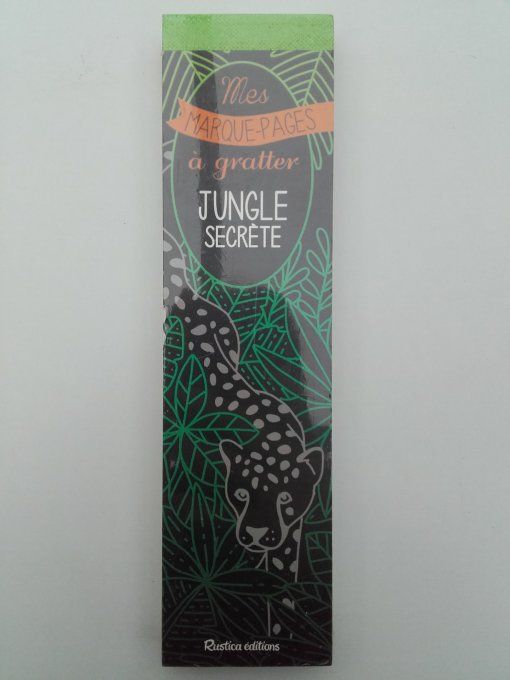 Mes
MARQUE-PAGES
à gratter
JUNGLE
SECRÈTE
Rustica éditions